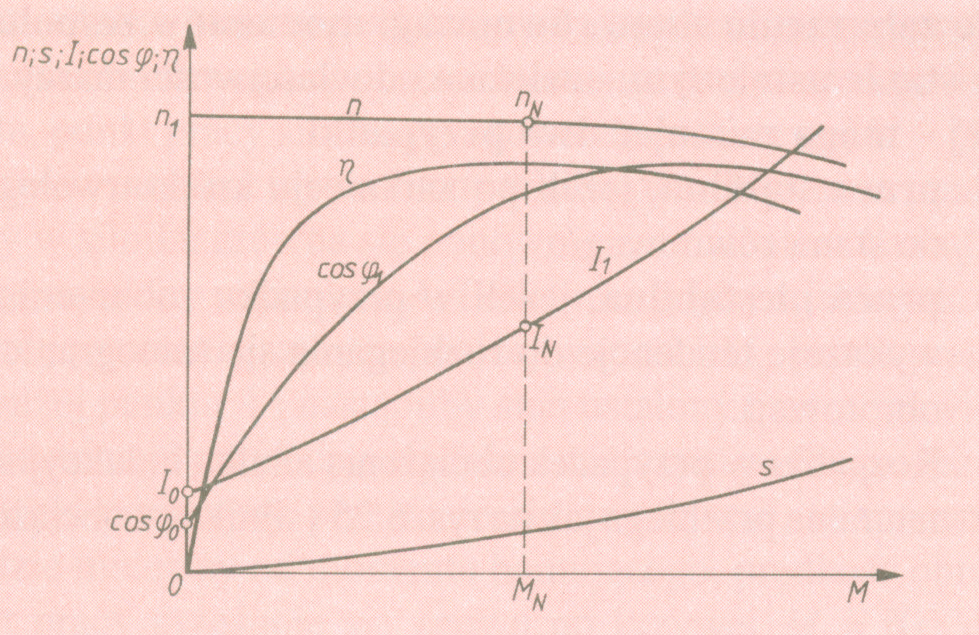 n;s;I;cos φ;η
n₁
n
n_N
η
cos φ₁
I₁
I_N
I₀
s
cos φ₀
0
M_N
M